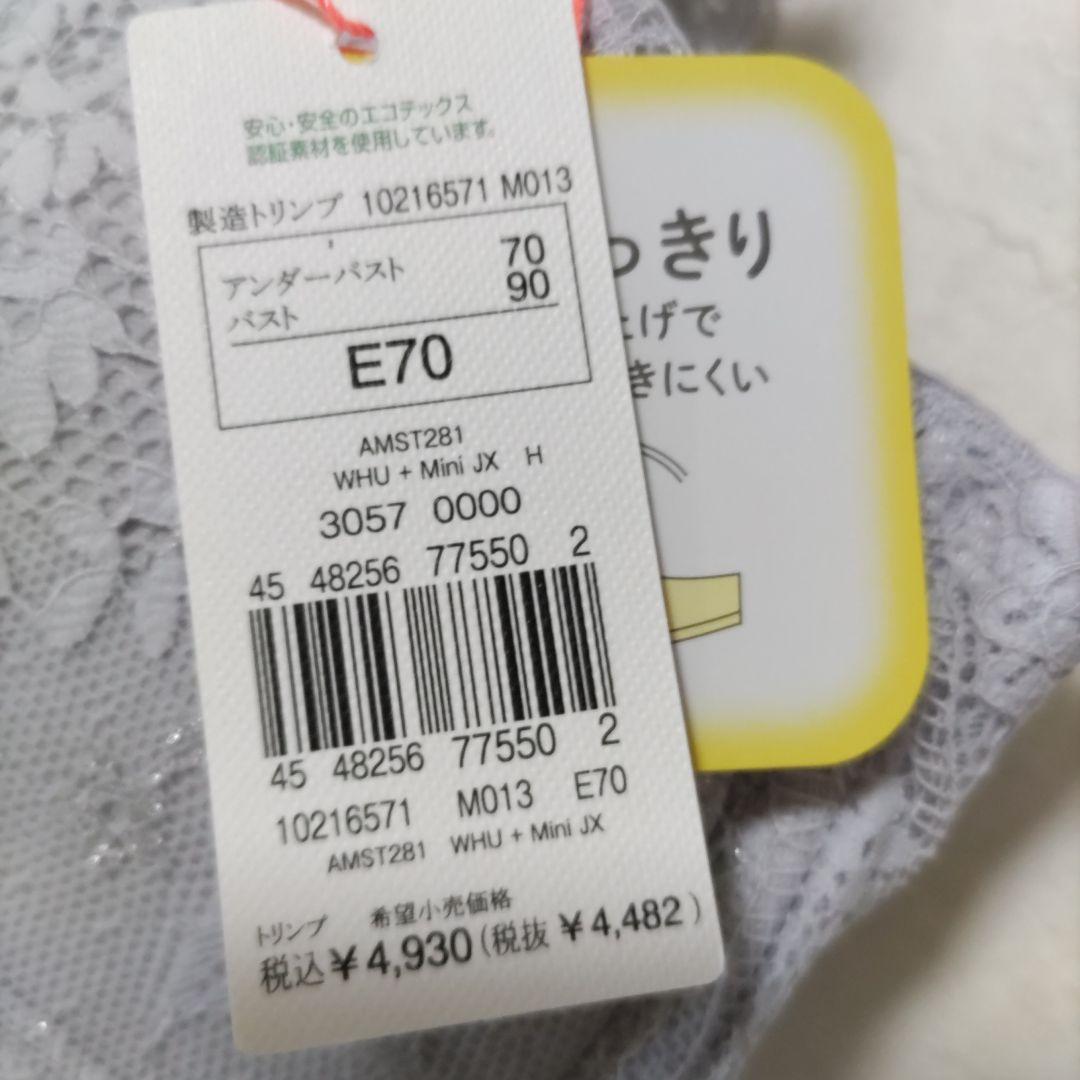 安心・安全のエコテックス
認証素材を使用しています。
製造トリンプ 10216571 M013
アンダーバスト 70
バスト 90
E70
AMST281
WHU + Mini JX H
3057 0000
45 48256 77550 2
45 48256 77550 2
10216571 M013 E70
AMST281 WHU + Mini JX
トリンプ 希望小売価格
税込¥4,930(税抜 ¥4,482)
っきり
上げで
きにくい